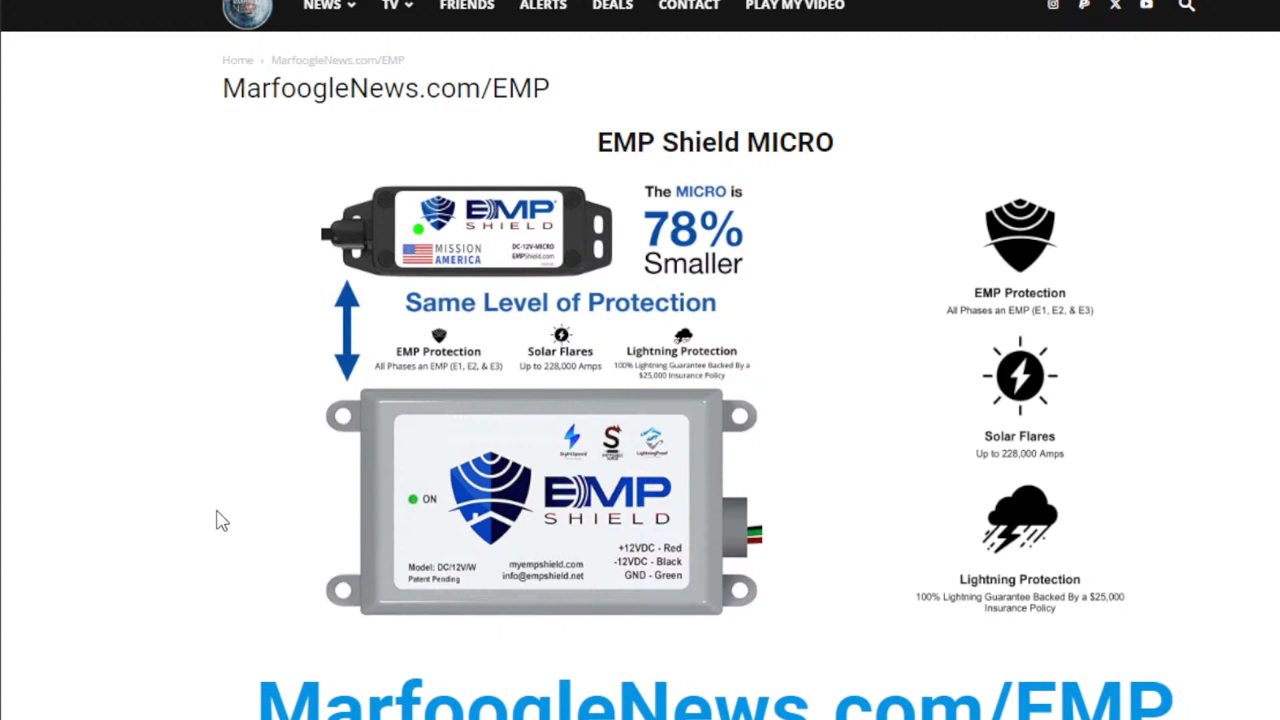 NEWS TV FRIENDS ALERTS DEALS CONTACT PLAY MY VIDEO
Home › MarfoogleNews.com/EMP
MarfoogleNews.com/EMP
EMP Shield MICRO
EMP
SHIELD
MISSION
AMERICA
DC-12V-MICRO
EMPShield.com
The MICRO is
78%
Smaller
Same Level of Protection
EMP Protection
All Phases an EMP (E1, E2, & E3)
Solar Flares
Up to 228,000 Amps
Lightning Protection
100% Lightning Guarantee Backed By a
$25,000 Insurance Policy
ON
EMP
SHIELD
Model: DC/12V/W
Patent Pending
myempshield.com
info@empshield.net
+12VDC - Red
-12VDC - Black
GND - Green
EMP Protection
All Phases an EMP (E1, E2, & E3)
Solar Flares
Up to 228,000 Amps
Lightning Protection
100% Lightning Guarantee Backed By a $25,000
Insurance Policy
MarfoogleNews.com/EMP